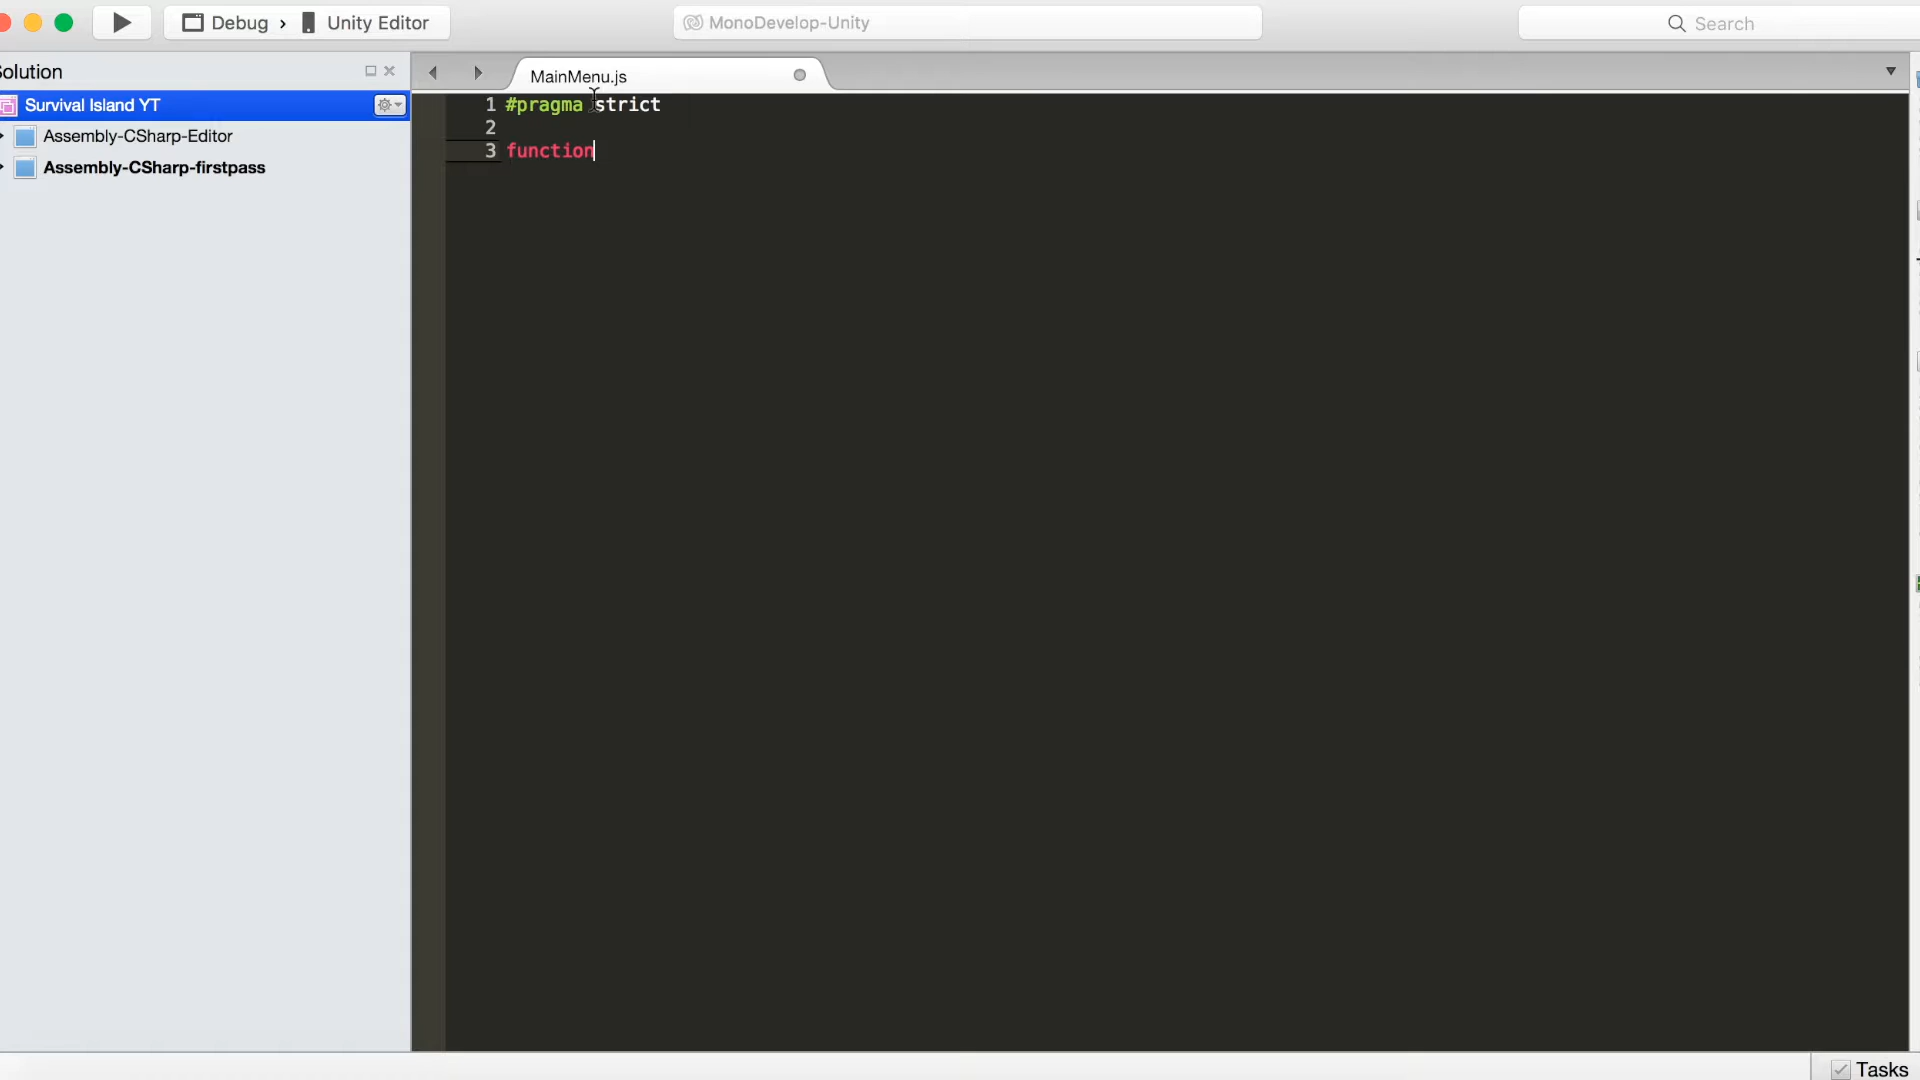 Debug › Unity Editor
MonoDevelop-Unity
Search
Solution
MainMenu.js
Survival Island YT
Assembly-CSharp-Editor
Assembly-CSharp-firstpass
1 #pragma strict
2
3 function
Tasks